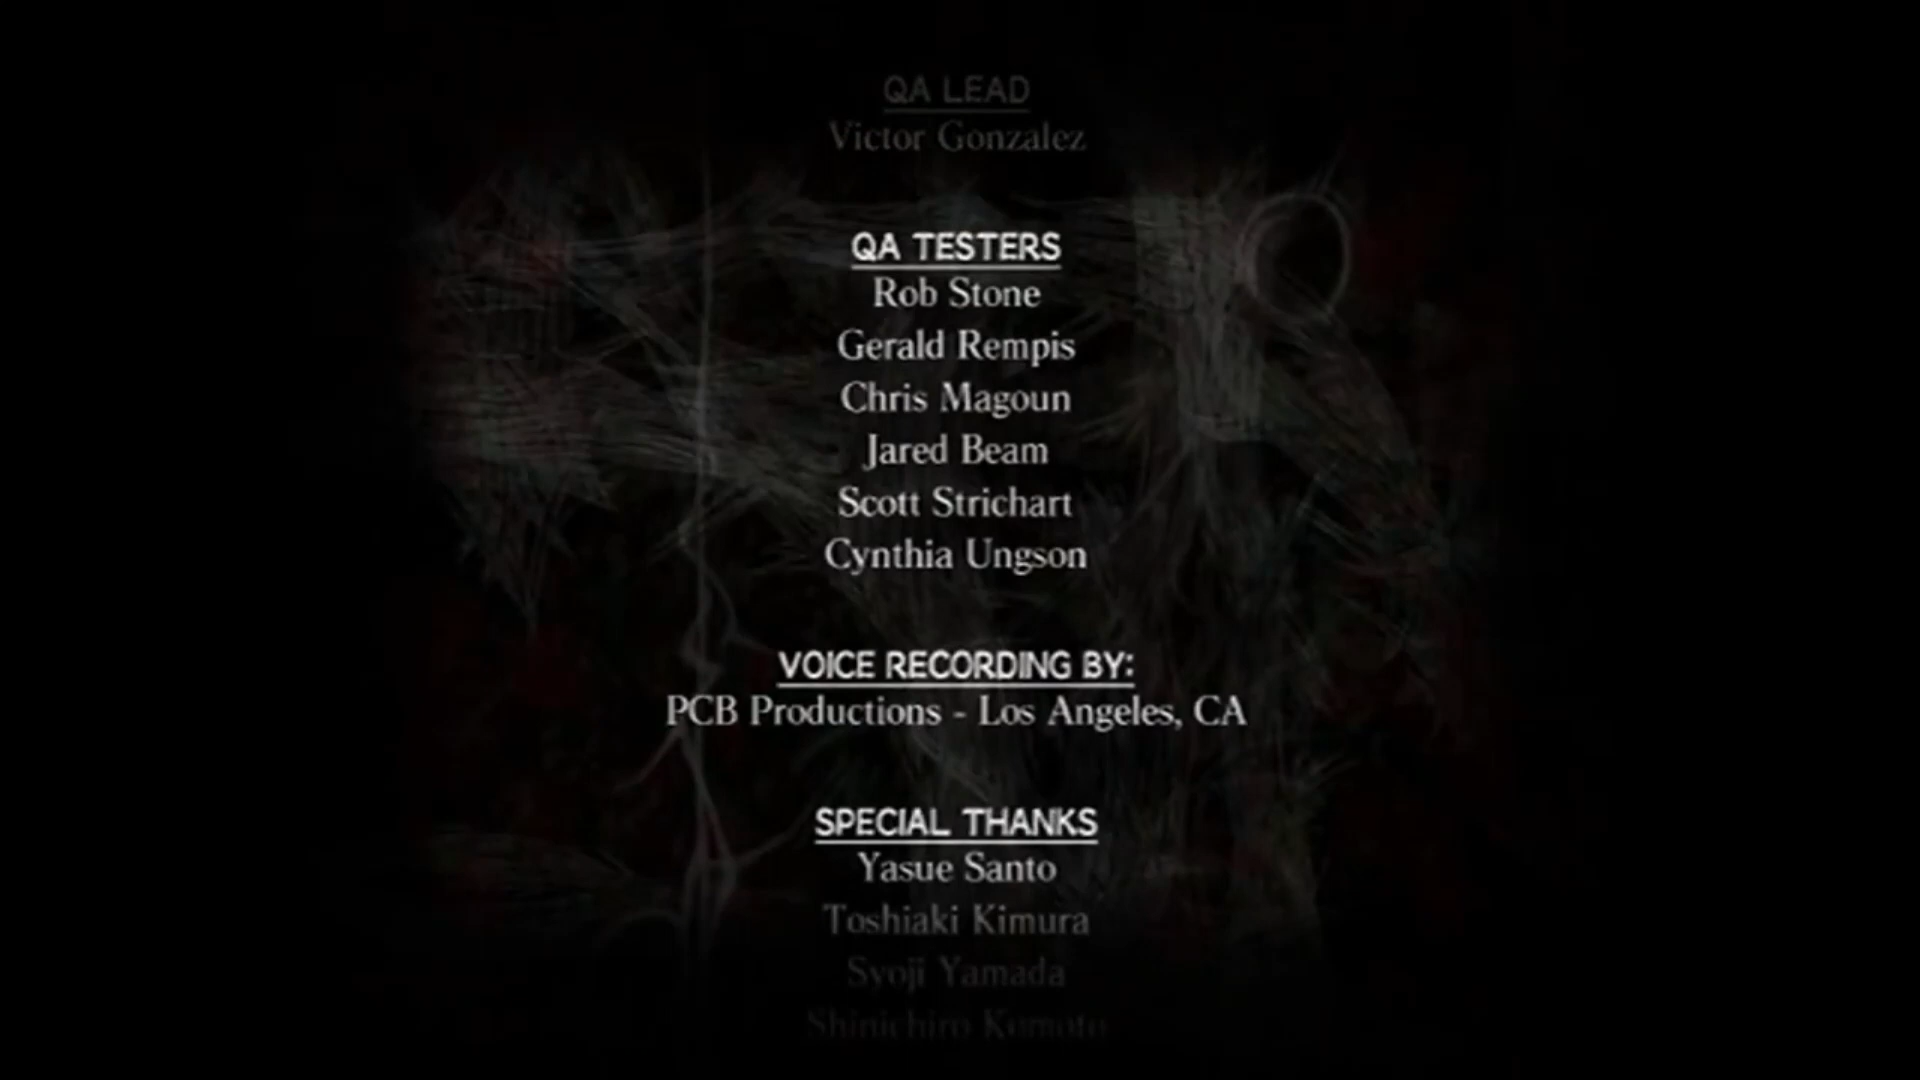 QA LEAD
Victor Gonzalez
QA TESTERS
Rob Stone
Gerald Rempis
Chris Magoun
Jared Beam
Scott Strichart
Cynthia Ungson
VOICE RECORDING BY:
PCB Productions - Los Angeles, CA
SPECIAL THANKS
Yasue Santo
Toshiaki Kimura
Syoji Yamada
Shinichiro